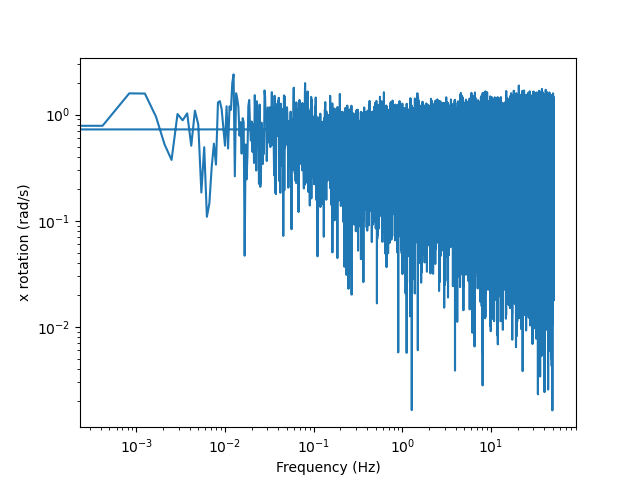 x rotation (rad/s)
10⁰
10⁻¹
10⁻²
10⁻³ 10⁻² 10⁻¹ 10⁰ 10¹
Frequency (Hz)